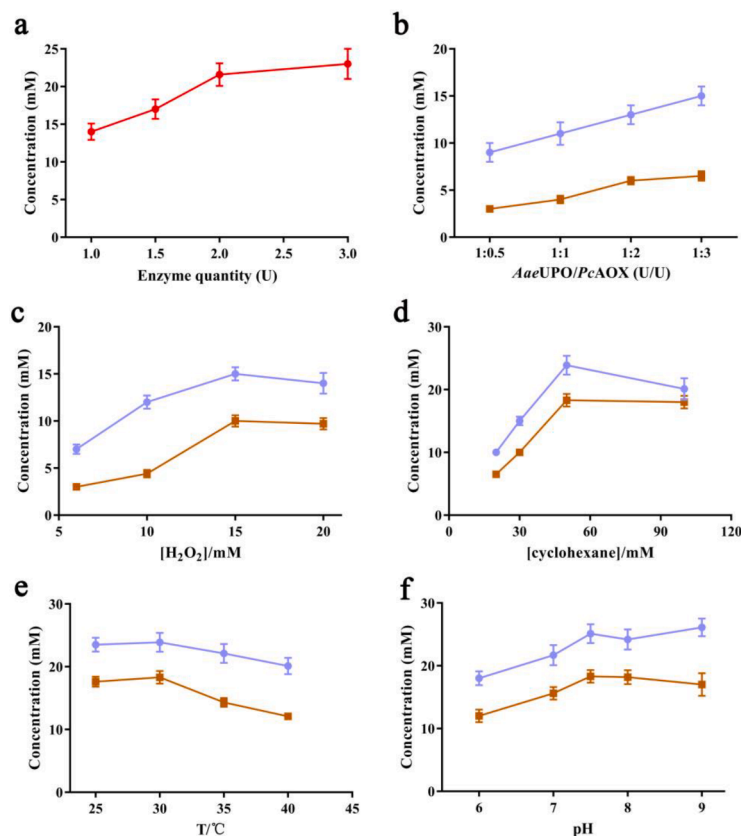 a
Concentration (mM)
25
20
15
10
5
0
1.0 1.5 2.0 2.5 3.0
Enzyme quantity (U)
b
Concentration (mM)
20
15
10
5
0
1:0.5 1:1 1:2 1:3
AaeUPO/PcAOX (U/U)
c
Concentration (mM)
20
15
10
5
0
5 10 15 20
[H₂O₂]/mM
d
Concentration (mM)
30
20
10
0
0 30 60 90 120
[cyclohexane]/mM
e
Concentration (mM)
30
20
10
0
25 30 35 40 45
T/℃
f
Concentration (mM)
30
20
10
0
6 7 8 9
pH